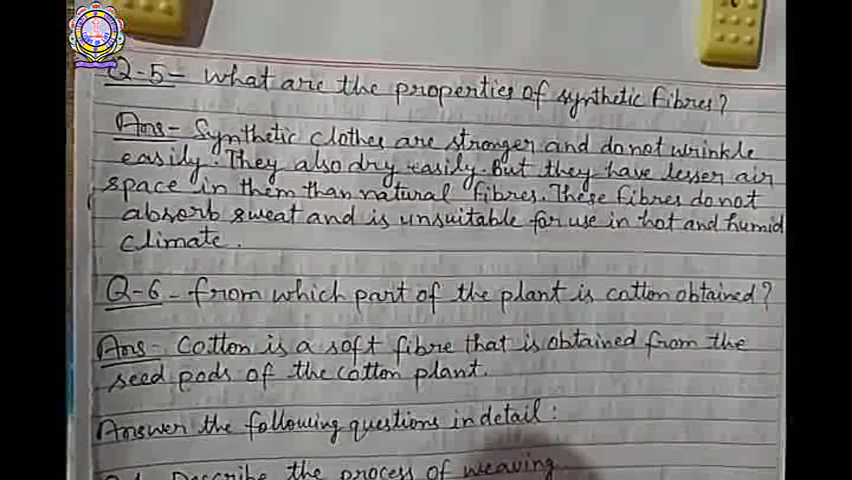 Q-5- What are the properties of synthetic fibres?
Ans- Synthetic clothes are stronger and do not wrinkle
easily. They also dry easily. But they have lesser air
space in them than natural fibres. These fibres do not
absorb sweat and is unsuitable for use in hot and humid
climate.
Q-6- from which part of the plant is cotton obtained?
Ans- Cotton is a soft fibre that is obtained from the
seed pods of the cotton plant.
Answer the following questions in detail:
Describe the process of weaving